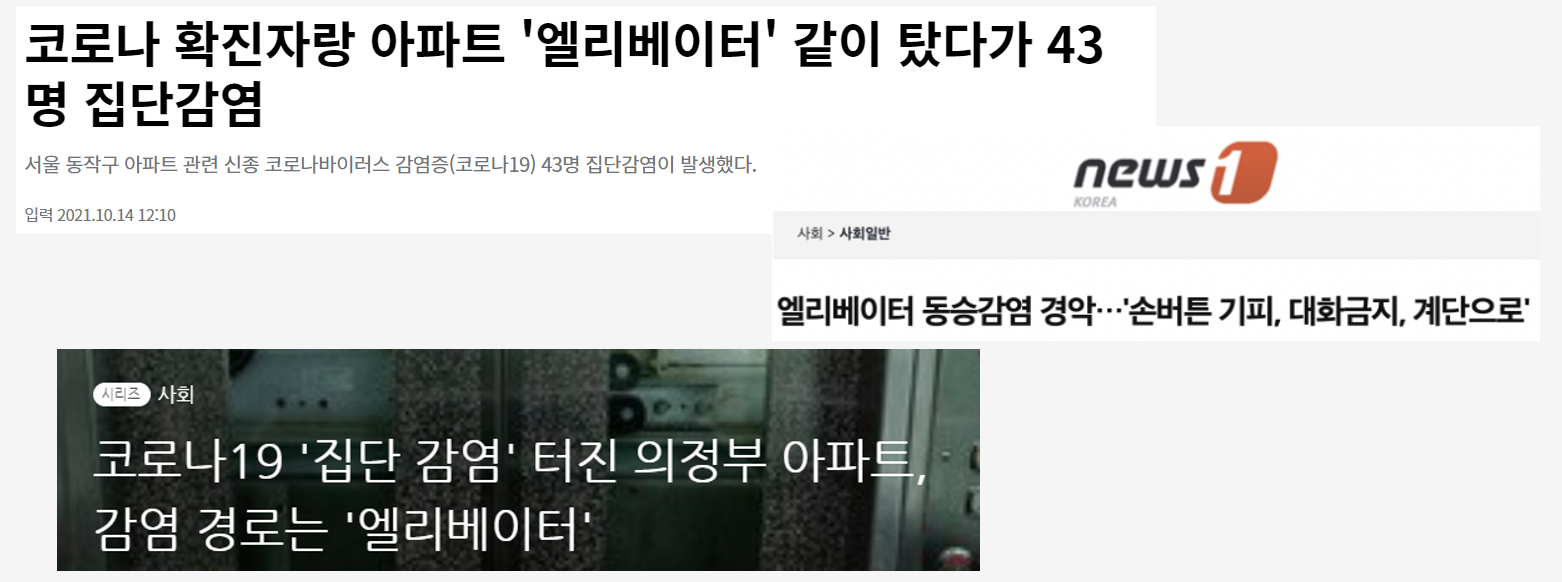 코로나 확진자랑 아파트 '엘리베이터' 같이 탔다가 43
명 집단감염
서울 동작구 아파트 관련 신종 코로나바이러스 감염증(코로나19) 43명 집단감염이 발생했다.
입력 2021.10.14 12:10
news1
KOREA
사회 > 사회일반
엘리베이터 동승감염 경악…'손버튼 기피, 대화금지, 계단으로'
시리즈 사회
코로나19 '집단 감염' 터진 의정부 아파트,
감염 경로는 '엘리베이터'